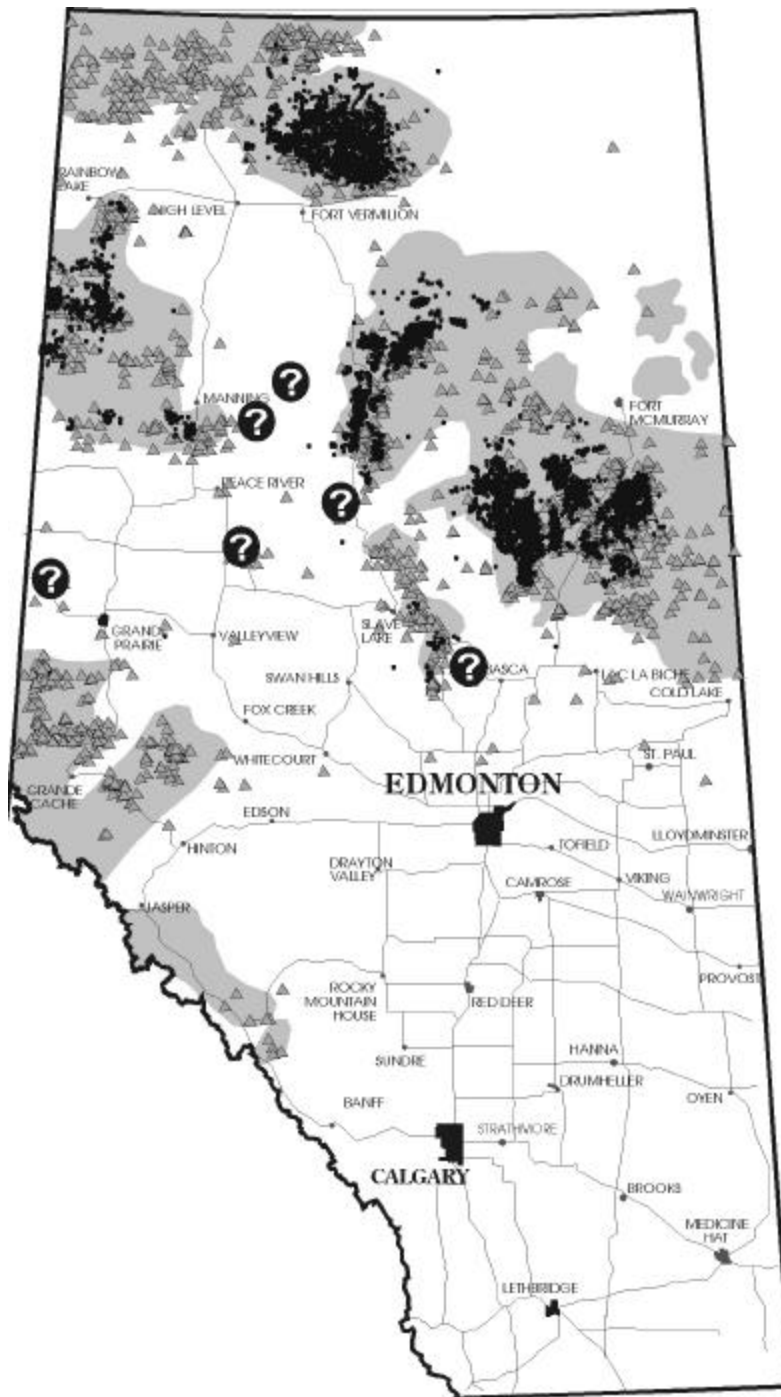 RAINBOW
LAKE
HIGH LEVEL
FORT VERMILION
?
MANNING
?
FORT
MCMURRAY
PEACE RIVER
?
?
?
GRAND
PRAIRIE
VALLEYVIEW
SLAVE
LAKE
?
ASCA
LAC LA BICHE
COLD LAKE
SWAN HILLS
FOX CREEK
WHITECOURT
ST. PAUL
GRANDE
CACHE
EDMONTON
EDSON
HINTON
TOFIELD
LLOYDMINSTER
DRAYTON
VALLEY
CAMROSE
VIKING
WAINWRIGHT
JASPER
PROVOST
ROCKY
MOUNTAIN
HOUSE
RED DEER
SUNDRE
HANNA
DRUMHELLER
OYEN
BANFF
STRATHMORE
CALGARY
BROOKS
MEDICINE
HAT
LETHBRIDGE